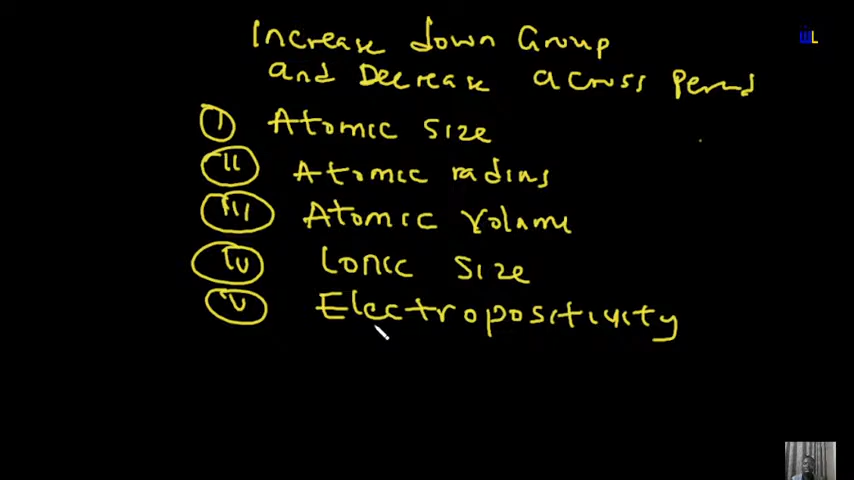 Increase down Group
and Decrease across Period
I Atomic size
II Atomic radius
III Atomic volume
IV Ionic size
V Electropositivity